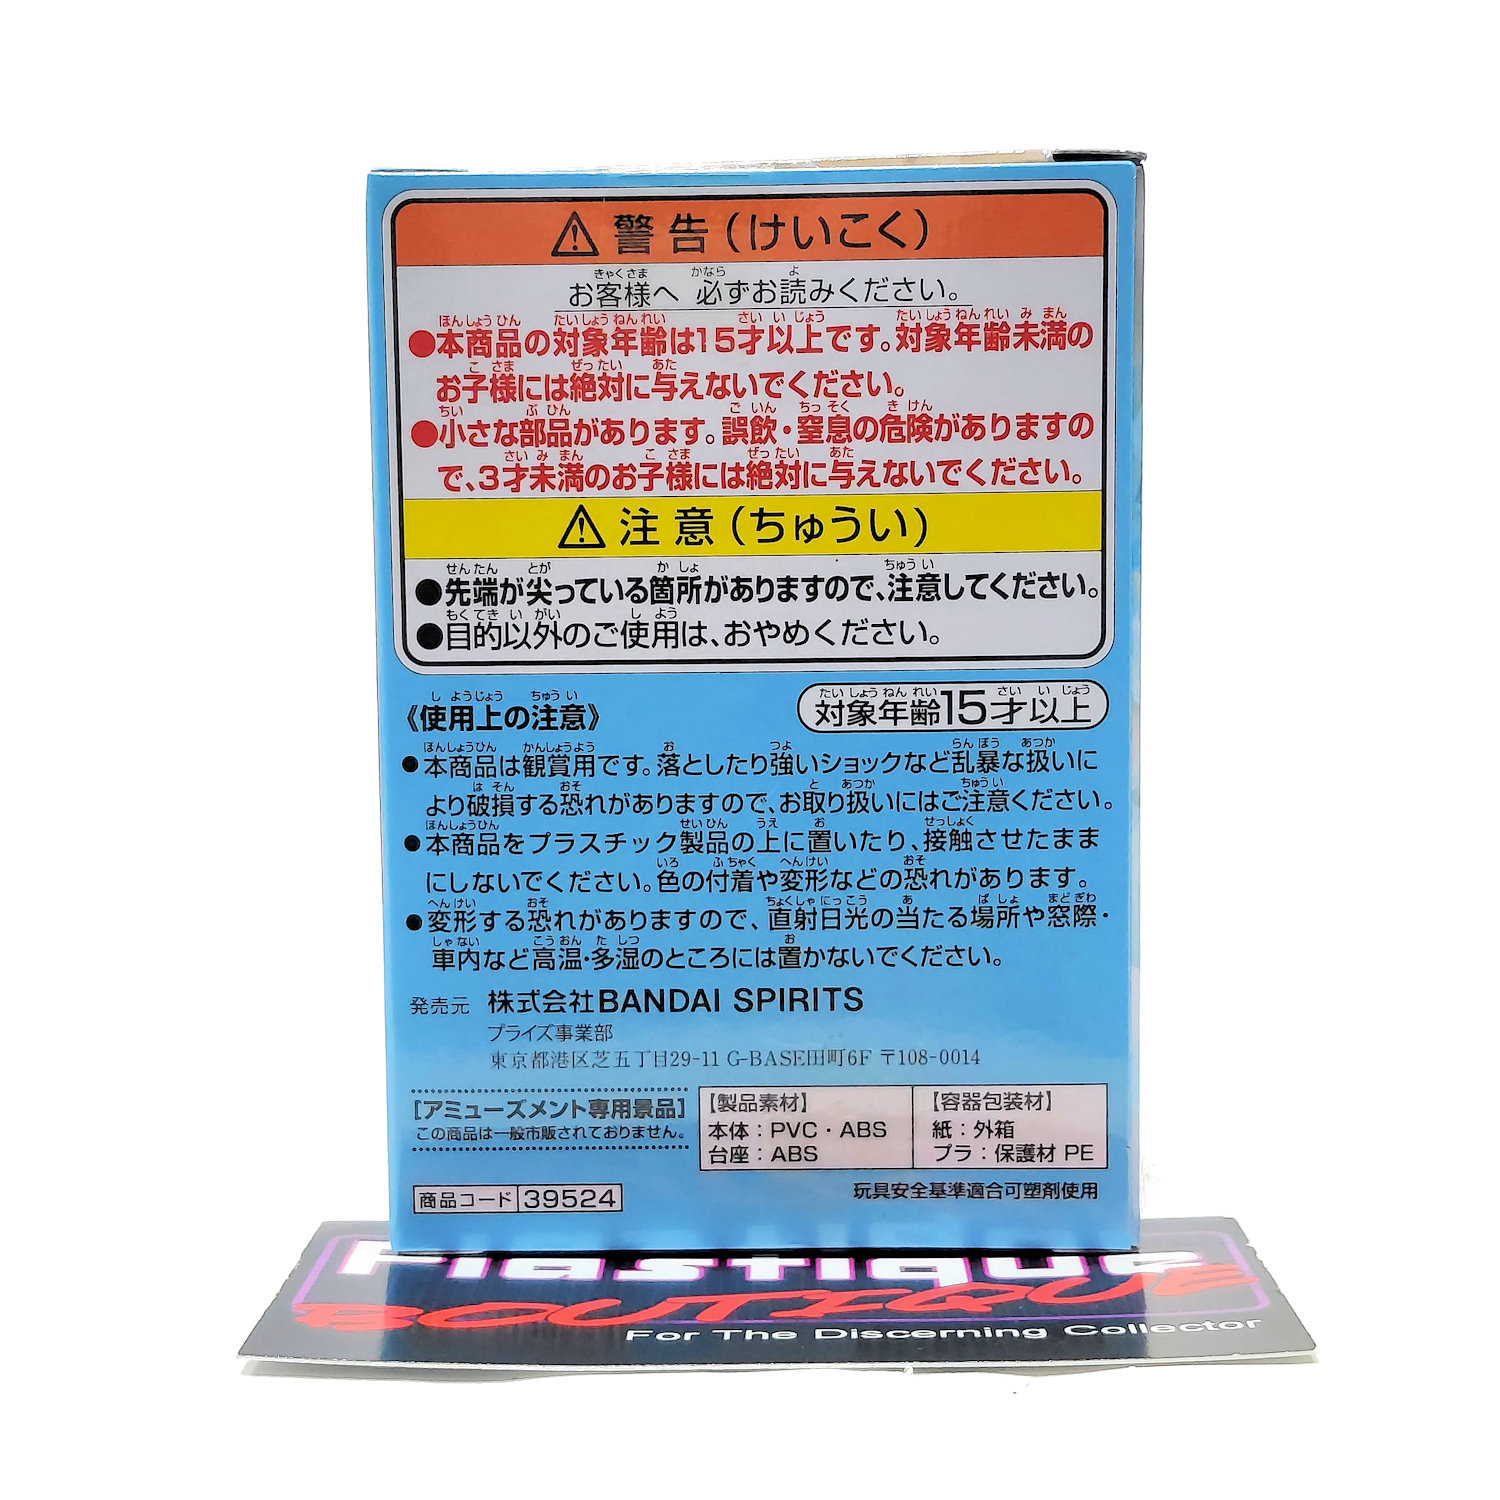 ⚠警告(けいこく)
お客様へ 必ずお読みください。
●本商品の対象年齢は15才以上です。対象年齢未満の
お子様には絶対に与えないでください。
●小さな部品があります。誤飲・窒息の危険がありますの
で、3才未満のお子様には絶対に与えないでください。
⚠注意(ちゅうい)
●先端が尖っている箇所がありますので、注意してください。
●目的以外のご使用は、おやめください。
《使用上の注意》
対象年齢15才以上
●本商品は観賞用です。落としたり強いショックなど乱暴な扱いに
より破損する恐れがありますので、お取り扱いにはご注意ください。
●本商品をプラスチック製品の上に置いたり、接触させたまま
にしないでください。色の付着や変形などの恐れがあります。
●変形する恐れがありますので、直射日光の当たる場所や窓際・
車内など高温・多湿のところには置かないでください。
発売元 株式会社BANDAI SPIRITS
プライズ事業部
東京都港区芝五丁目29-11 G-BASE田町6F 〒108-0014
[アミューズメント専用景品]
この商品は一般市販されておりません。
【製品素材】
本体:PVC・ABS
台座:ABS
【容器包装材】
紙:外箱
プラ:保護材 PE
商品コード 39524
玩具安全基準適合可塑剤使用
Plastique
BOUTIQUE
For The Discerning Collector